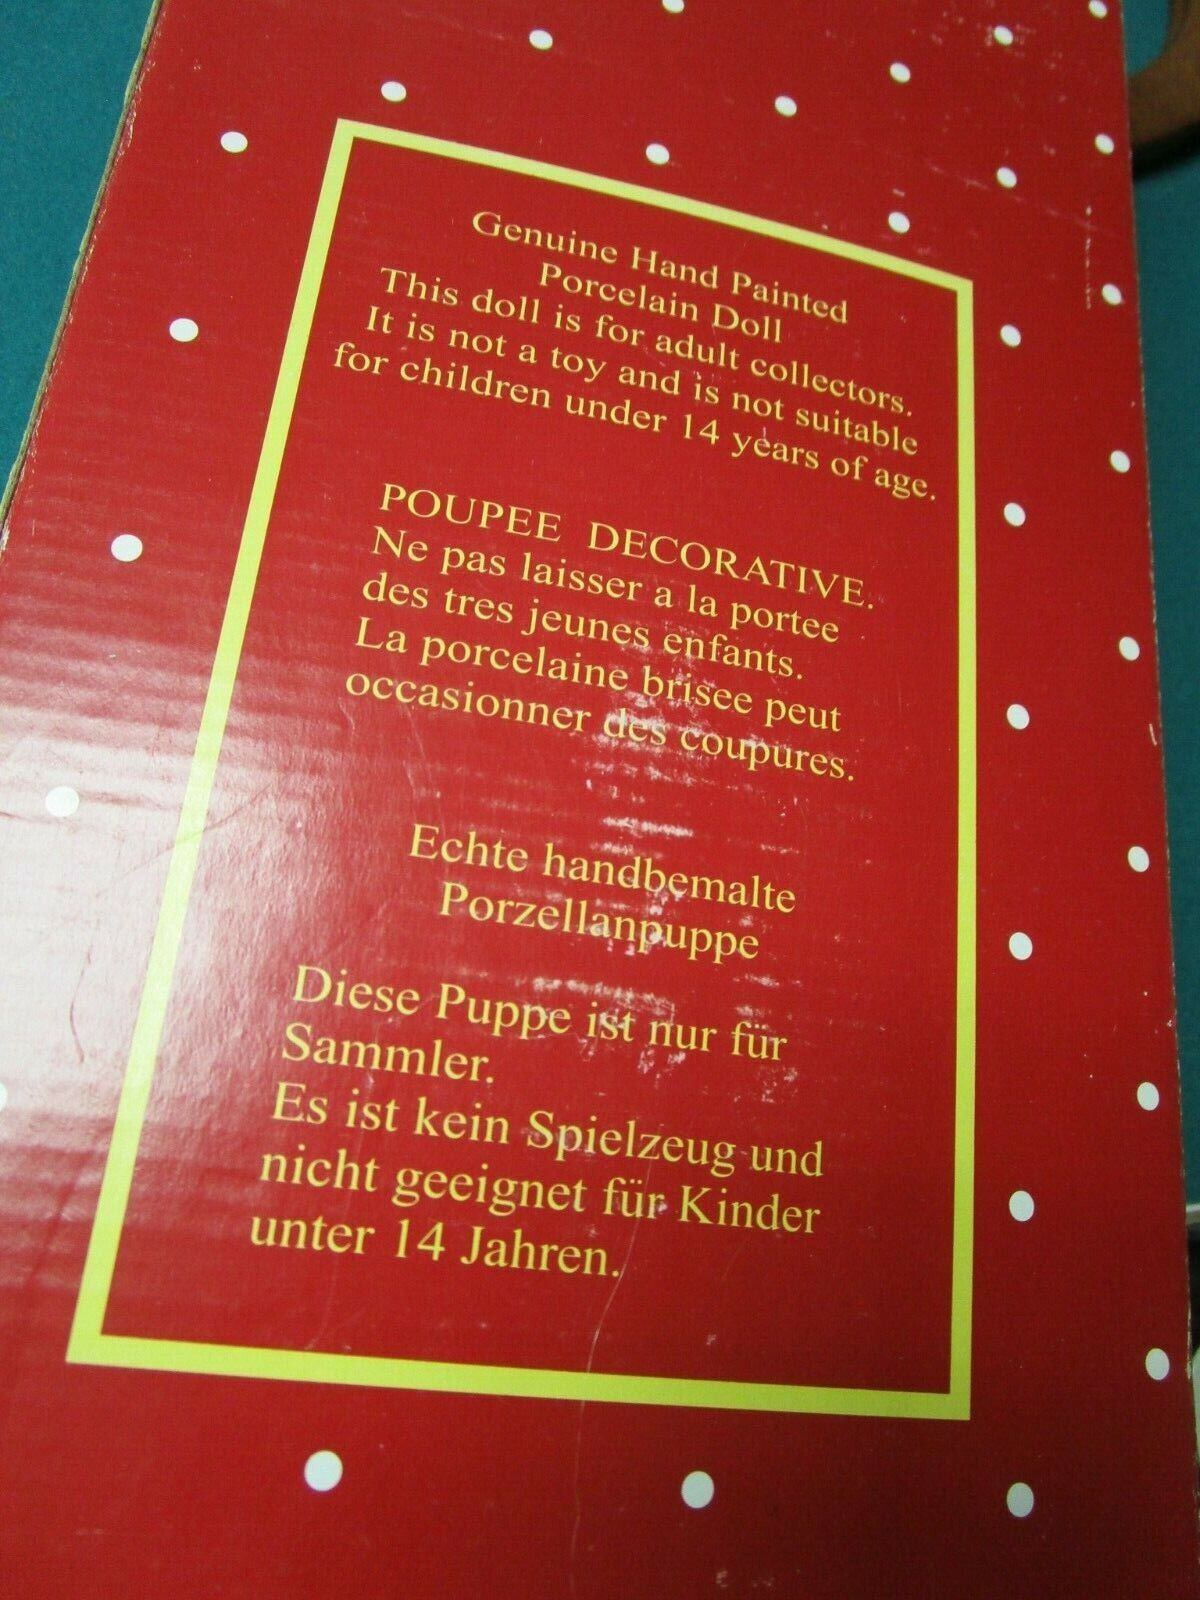 Genuine Hand Painted
Porcelain Doll
This doll is for adult collectors.
It is not a toy and is not suitable
for children under 14 years of age.
POUPEE DECORATIVE.
Ne pas laisser a la portee
des tres jeunes enfants.
La porcelaine brisee peut
occasionner des coupures.
Echte handbemalte
Porzellanpuppe
Diese Puppe ist nur für
Sammler.
Es ist kein Spielzeug und
nicht geeignet für Kinder
unter 14 Jahren.